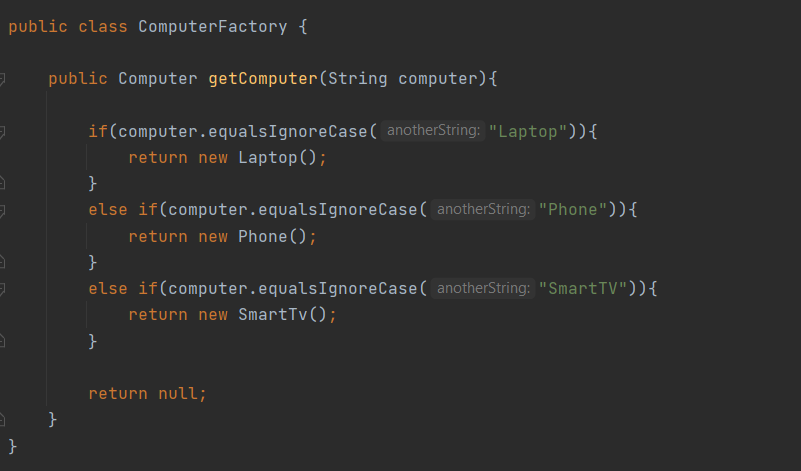 public class ComputerFactory {
public Computer getComputer(String computer){
if(computer.equalsIgnoreCase( anotherString: "Laptop")){
return new Laptop();
}
else if(computer.equalsIgnoreCase( anotherString: "Phone")){
return new Phone();
}
else if(computer.equalsIgnoreCase( anotherString: "SmartTV")){
return new SmartTv();
}
return null;
}
}